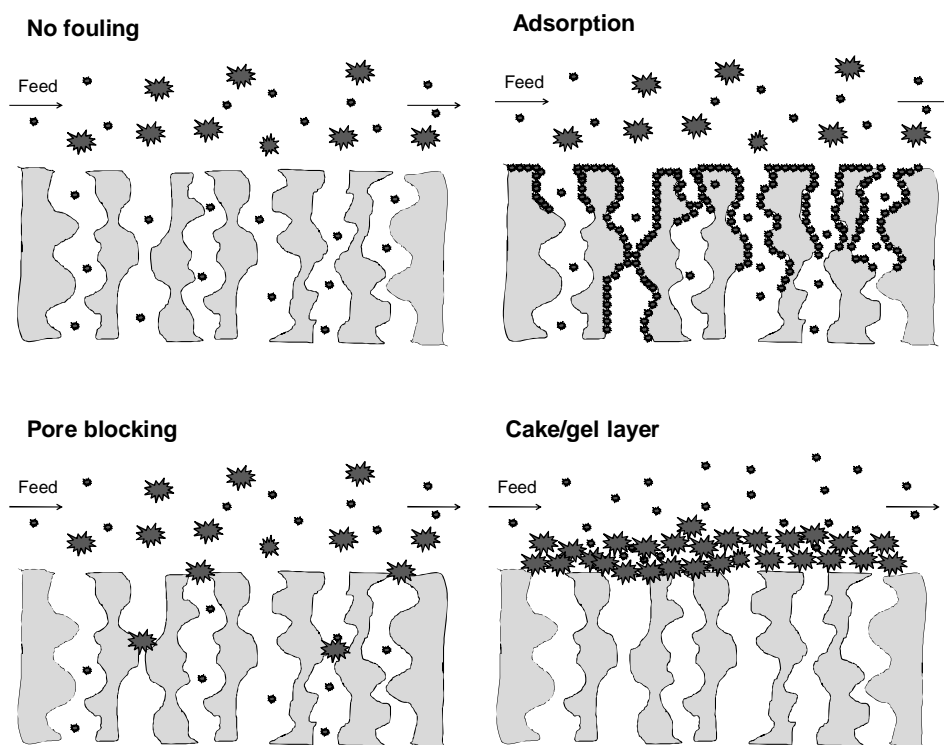 No fouling
Adsorption
Feed
Feed
Pore blocking
Cake/gel layer
Feed
Feed